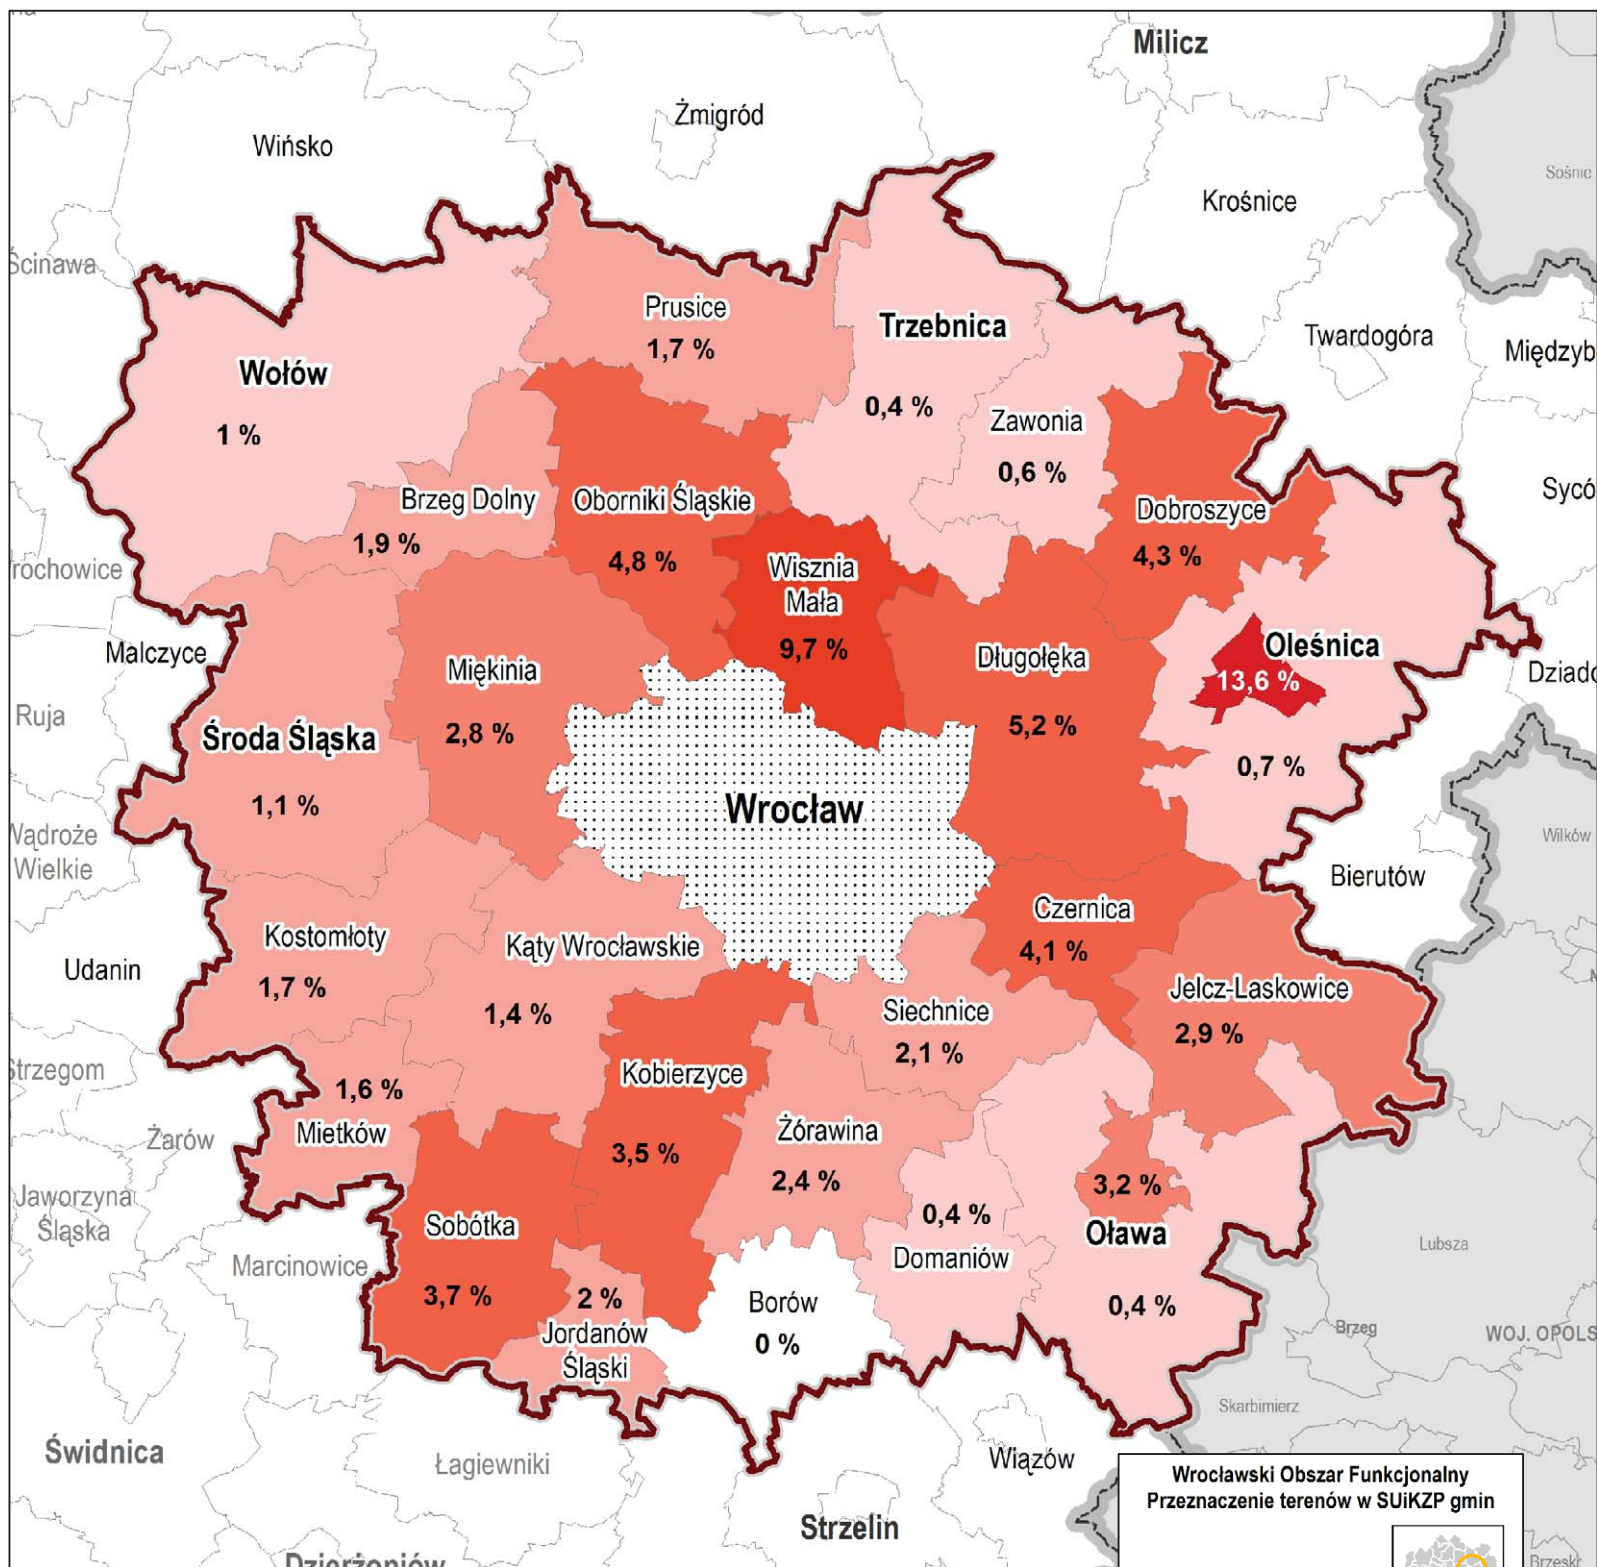 Milicz
Żmigród
Wińsko
Sośnie
Krośnice
Ścinawa
Prusice
1,7 %
Trzebnica
0,4 %
Twardogóra
Międzyb
Wołów
1 %
Zawonia
0,6 %
Brzeg Dolny
1,9 %
Oborniki Śląskie
4,8 %
Dobroszyce
4,3 %
Sycó
rochowice
Wisznia
Mała
9,7 %
Malczyce
Miękinia
2,8 %
Długołęka
5,2 %
Oleśnica
13,6 %
0,7 %
Dziado
Ruja
Środa Śląska
1,1 %
Wrocław
Wądroże
Wielkie
Wilków
Bierutów
Czernica
4,1 %
Kostomłoty
1,7 %
Kąty Wrocławskie
1,4 %
Udanin
Jelcz-Laskowice
2,9 %
Siechnice
2,1 %
Strzegom
1,6 %
Mietków
Kobierzyce
3,5 %
Żórawina
2,4 %
Żarów
3,2 %
Oława
0,4 %
Jaworzyna
Śląska
Sobótka
3,7 %
0,4 %
Domaniów
Lubsza
Marcinowice
2 %
Jordanów
Śląski
Borów
0 %
Brzeg
WOJ. OPOLS
Skarbimierz
Świdnica
Łagiewniki
Wiązów
Strzelin
Dzierżoniów
Wrocławski Obszar Funkcjonalny
Przeznaczenie terenów w SUiKZP gmin